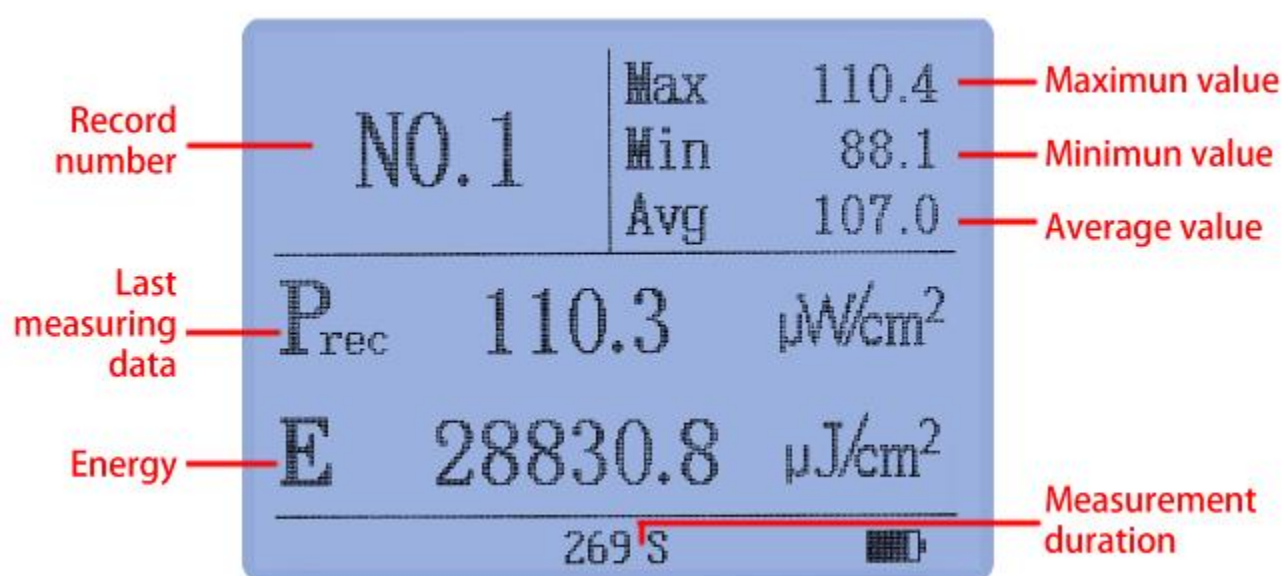 Record
number
NO.1
Max 110.4
Min 88.1
Avg 107.0
Maximun value
Minimun value
Average value
Last
measuring
data
Prec 110.3 μW/cm²
Energy
E 28830.8 μJ/cm²
269 S
Measurement
duration